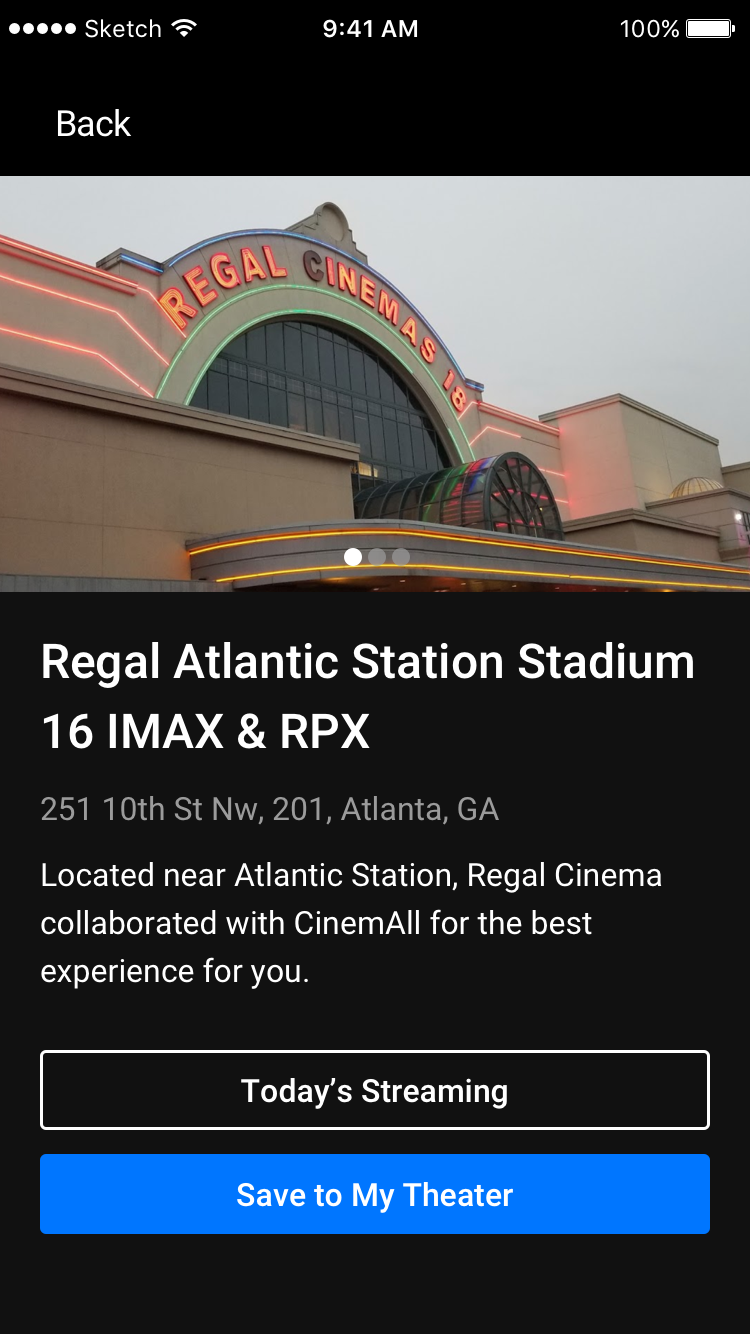 Sketch 9:41 AM 100%
Back
REGAL CINEMAS 18
Regal Atlantic Station Stadium
16 IMAX & RPX
251 10th St Nw, 201, Atlanta, GA
Located near Atlantic Station, Regal Cinema
collaborated with CinemAll for the best
experience for you.
Today’s Streaming
Save to My Theater